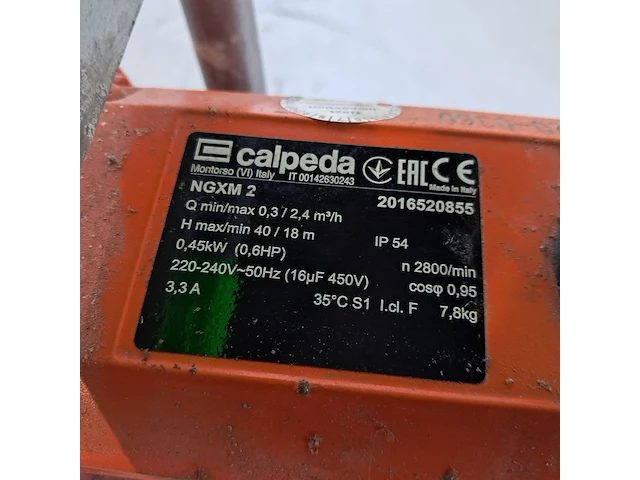 calpeda EAC CE
Montorso (VI) Italy IT 00142630243 Made in Italy
NGXM 2 2016520855
Q min/max 0,3 / 2,4 m³/h
H max/min 40 / 18 m IP 54
0,45kW (0,6HP) n 2800/min
220-240V~50Hz (16µF 450V) cosφ 0,95
3,3 A 35°C S1 I.cl. F 7,8kg